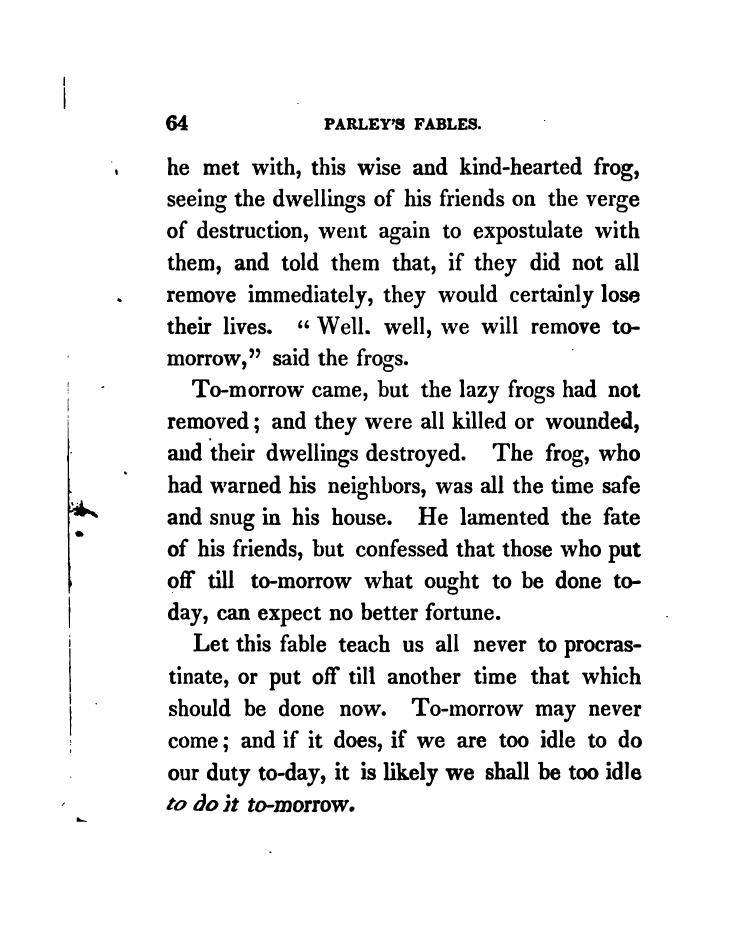 64 PARLEY'S FABLES.
he met with, this wise and kind-hearted frog,
seeing the dwellings of his friends on the verge
of destruction, went again to expostulate with
them, and told them that, if they did not all
remove immediately, they would certainly lose
their lives. “ Well. well, we will remove to-
morrow,” said the frogs.
To-morrow came, but the lazy frogs had not
removed ; and they were all killed or wounded,
and their dwellings destroyed. The frog, who
had warned his neighbors, was all the time safe
and snug in his house. He lamented the fate
of his friends, but confessed that those who put
off till to-morrow what ought to be done to-
day, can expect no better fortune.
Let this fable teach us all never to procras-
tinate, or put off till another time that which
should be done now. To-morrow may never
come ; and if it does, if we are too idle to do
our duty to-day, it is likely we shall be too idle
to do it to-morrow.